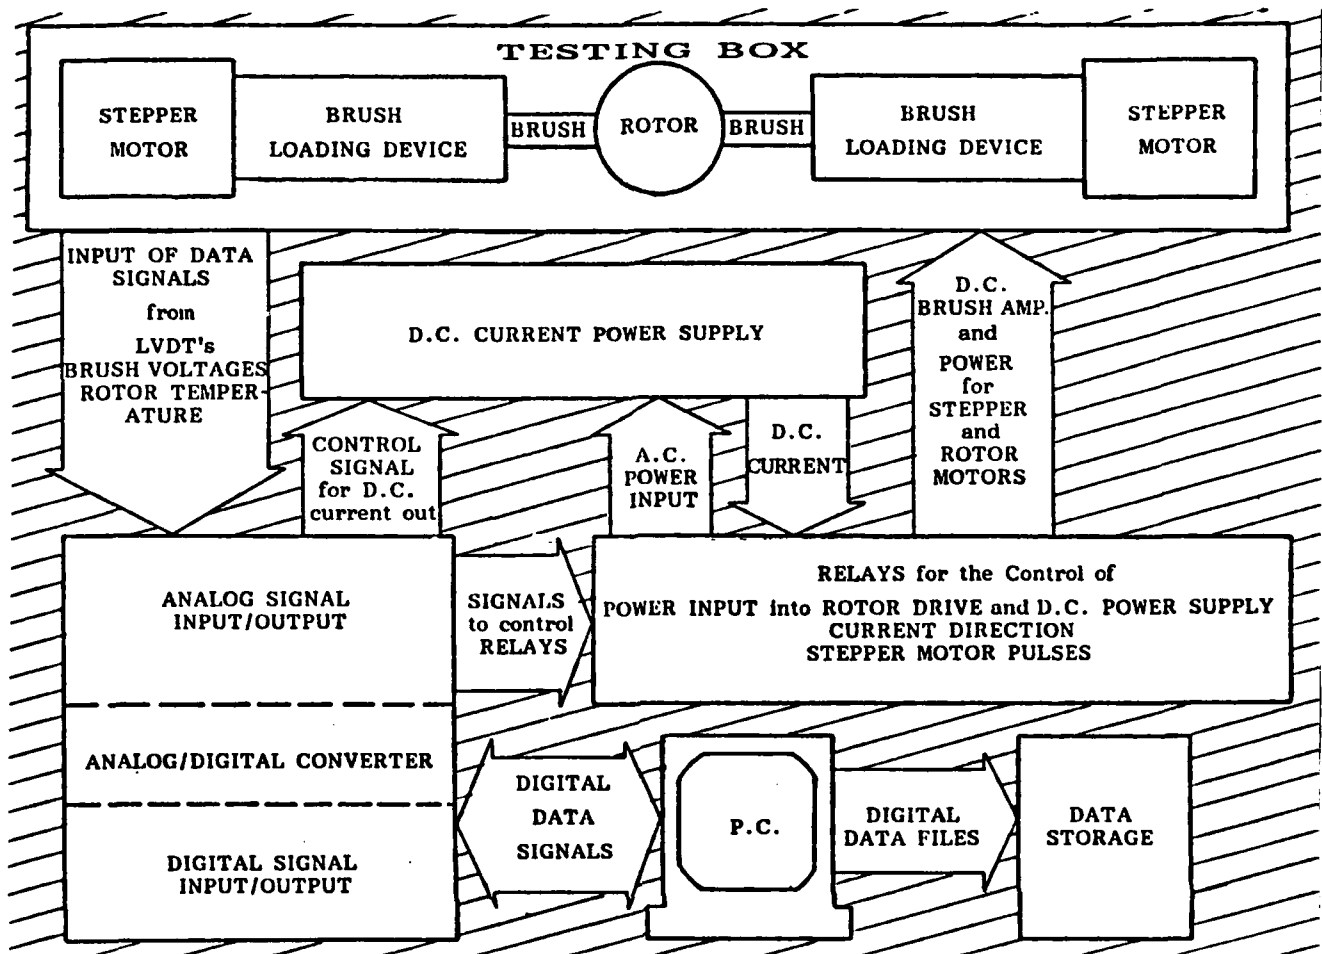 TESTING BOX
STEPPER
MOTOR
BRUSH
LOADING DEVICE
BRUSH
ROTOR
BRUSH
BRUSH
LOADING DEVICE
STEPPER
MOTOR
INPUT OF DATA
SIGNALS
from
LVDT's
BRUSH VOLTAGES
ROTOR TEMPER-
ATURE
D.C. CURRENT POWER SUPPLY
D.C.
BRUSH AMP.
and
POWER
for
STEPPER
and
ROTOR
MOTORS
CONTROL
SIGNAL
for D.C.
current out
A.C.
POWER
INPUT
D.C.
CURRENT
ANALOG SIGNAL
INPUT/OUTPUT
SIGNALS
to control
RELAYS
RELAYS for the Control of
POWER INPUT into ROTOR DRIVE and D.C. POWER SUPPLY
CURRENT DIRECTION
STEPPER MOTOR PULSES
ANALOG/DIGITAL CONVERTER
DIGITAL SIGNAL
INPUT/OUTPUT
DIGITAL
DATA
SIGNALS
P.C.
DIGITAL
DATA FILES
DATA
STORAGE